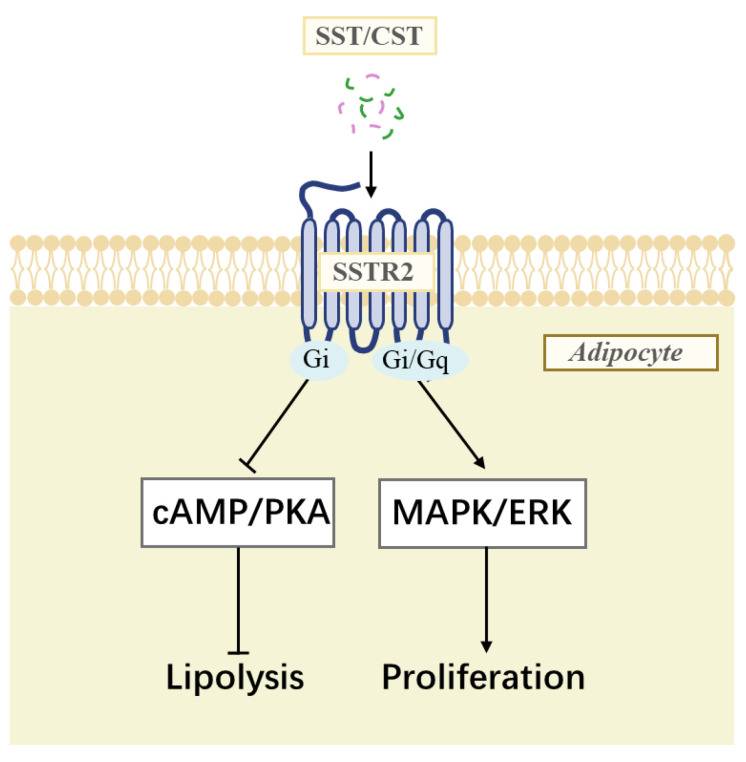 SST/CST
SSTR2
Adipocyte
Gi
Gi/Gq
cAMP/PKA
MAPK/ERK
Lipolysis
Proliferation